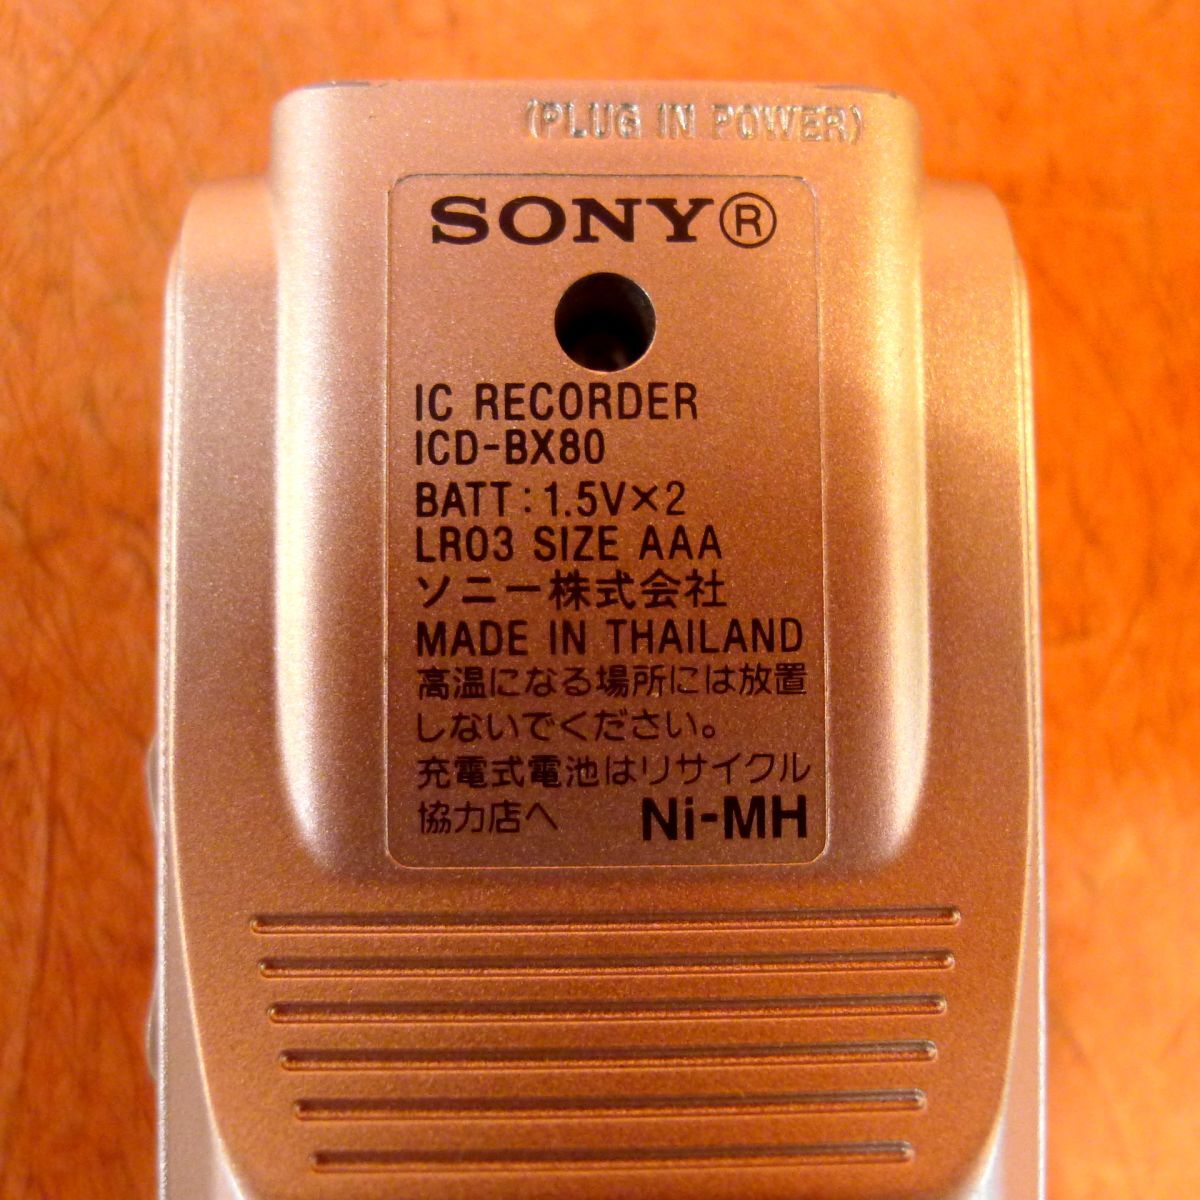 (PLUG IN POWER)
SONY®
IC RECORDER
ICD-BX80
BATT:1.5V×2
LR03 SIZE AAA
ソニー株式会社
MADE IN THAILAND
高温になる場所には放置
しないでください。
充電式電池はリサイクル
協力店へ Ni-MH